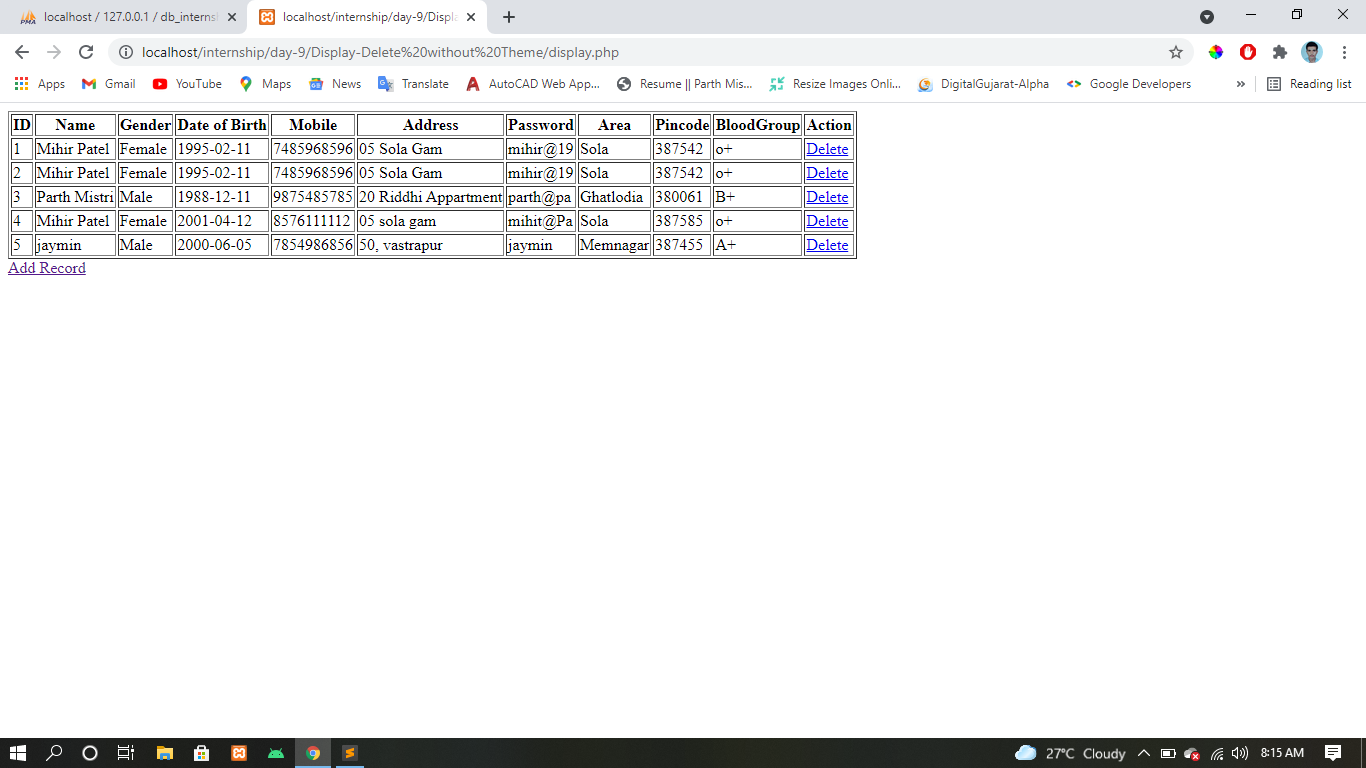 localhost / 127.0.0.1 / db_interns
localhost/internship/day-9/Displa
localhost/internship/day-9/Display-Delete%20without%20Theme/display.php
Apps Gmail YouTube Maps News Translate AutoCAD Web App... Resume || Parth Mis... Resize Images Onli... DigitalGujarat-Alpha Google Developers » Reading list
ID Name Gender Date of Birth Mobile Address Password Area Pincode BloodGroup Action
1 Mihir Patel Female 1995-02-11 7485968596 05 Sola Gam mihir@19 Sola 387542 o+ Delete
2 Mihir Patel Female 1995-02-11 7485968596 05 Sola Gam mihir@19 Sola 387542 o+ Delete
3 Parth Mistri Male 1988-12-11 9875485785 20 Riddhi Appartment parth@pa Ghatlodia 380061 B+ Delete
4 Mihir Patel Female 2001-04-12 8576111112 05 sola gam mihit@Pa Sola 387585 o+ Delete
5 jaymin Male 2000-06-05 7854986856 50, vastrapur jaymin Memnagar 387455 A+ Delete
Add Record
27°C Cloudy 8:15 AM